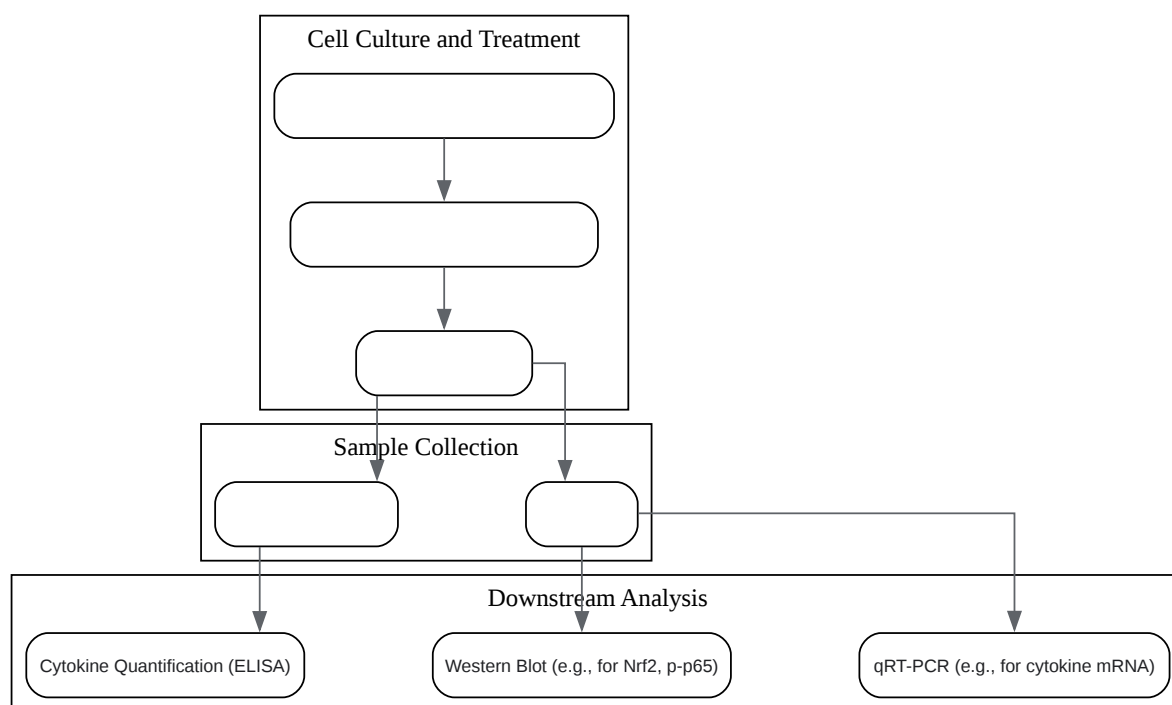 Cell Culture and Treatment
Sample Collection
Downstream Analysis
Cytokine Quantification (ELISA)
Western Blot (e.g., for Nrf2, p-p65)
qRT-PCR (e.g., for cytokine mRNA)